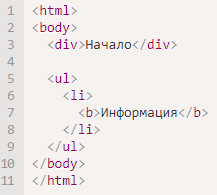 1 <html>
2 <body>
3   <div>Начало</div>
4
5   <ul>
6     <li>
7       <b>Информация</b>
8     </li>
9   </ul>
10 </body>
11 </html>